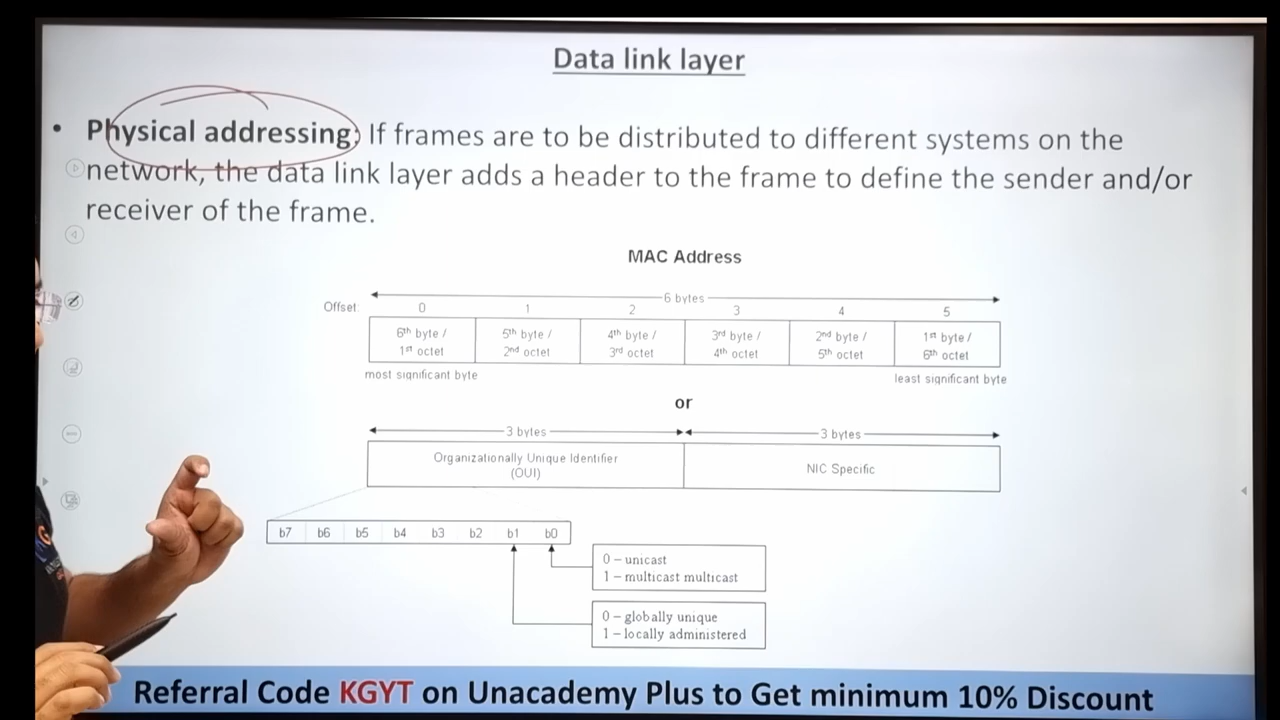 Data link layer
• Physical addressing: If frames are to be distributed to different systems on the
network, the data link layer adds a header to the frame to define the sender and/or
receiver of the frame.
MAC Address
6 bytes
Offset: 0 1 2 3 4 5
6th byte / 5th byte / 4th byte / 3rd byte / 2nd byte / 1st byte /
1st octet 2nd octet 3rd octet 4th octet 5th octet 6th octet
most significant byte least significant byte
or
3 bytes 3 bytes
Organizationally Unique Identifier
(OUI)
NIC Specific
b7 b6 b5 b4 b3 b2 b1 b0
0 – unicast
1 – multicast multicast
0 – globally unique
1 – locally administered
Referral Code KGYT on Unacademy Plus to Get minimum 10% Discount